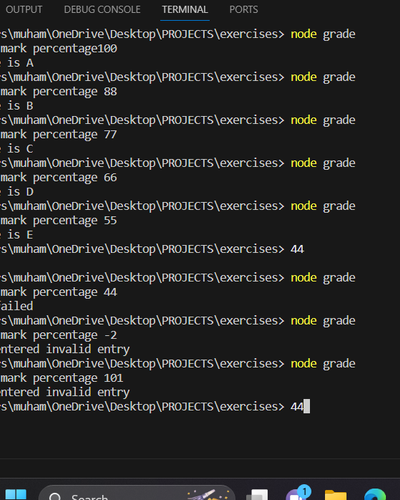 OUTPUT DEBUG CONSOLE TERMINAL PORTS
s\muham\OneDrive\Desktop\PROJECTS\exercises> node grade
mark percentage100
e is A
s\muham\OneDrive\Desktop\PROJECTS\exercises> node grade
mark percentage 88
e is B
s\muham\OneDrive\Desktop\PROJECTS\exercises> node grade
mark percentage 77
e is C
s\muham\OneDrive\Desktop\PROJECTS\exercises> node grade
mark percentage 66
e is D
s\muham\OneDrive\Desktop\PROJECTS\exercises> node grade
mark percentage 55
e is E
s\muham\OneDrive\Desktop\PROJECTS\exercises> 44
s\muham\OneDrive\Desktop\PROJECTS\exercises> node grade
mark percentage 44
failed
s\muham\OneDrive\Desktop\PROJECTS\exercises> node grade
mark percentage -2
entered invalid entry
s\muham\OneDrive\Desktop\PROJECTS\exercises> node grade
mark percentage 101
entered invalid entry
s\muham\OneDrive\Desktop\PROJECTS\exercises> 44
Search
1